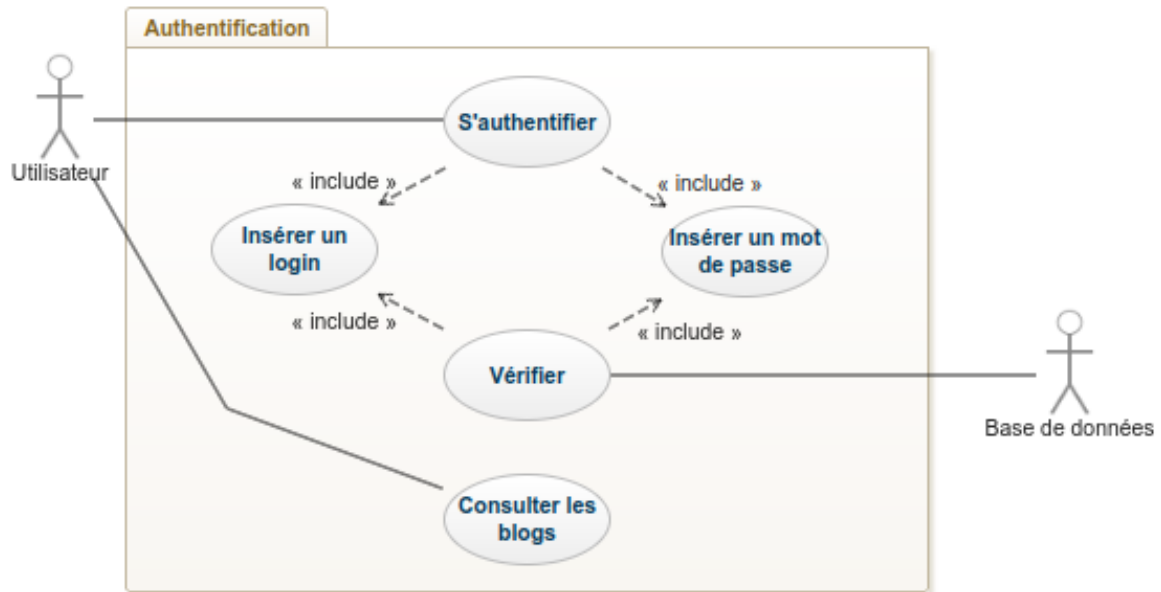 Authentification
S'authentifier
Utilisateur
« include »
« include »
Insérer un
login
Insérer un mot
de passe
« include »
« include »
Vérifier
Base de données
Consulter les
blogs